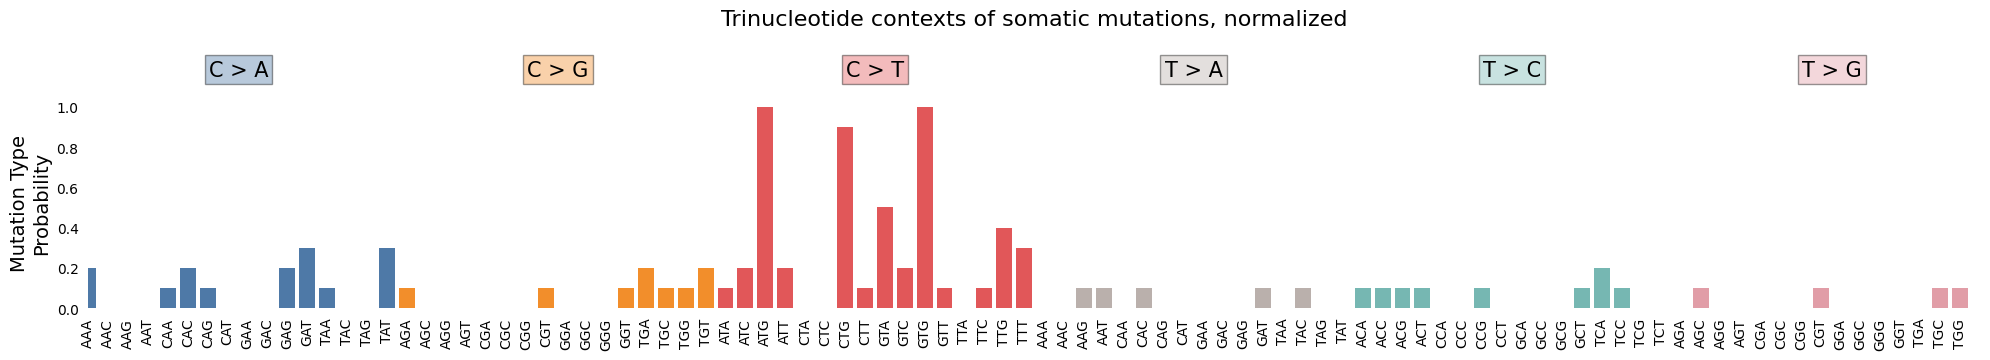 Trinucleotide contexts of somatic mutations, normalized
C > A C > G C > T T > A T > C T > G
Mutation Type
Probability
1.0
0.8
0.6
0.4
0.2
0.0
AAA AAC AAG AAT CAA CAC CAG CAT GAA GAC GAG GAT TAA TAC TAG TAT AGA AGC AGG AGT CGA CGC CGG CGT GGA GGC GGG GGT TGA TGC TGG TGT ATA ATC ATG ATT CTA CTC CTG CTT GTA GTC GTG GTT TTA TTC TTG TTT AAA AAC AAG AAT CAA CAC CAG CAT GAA GAC GAG GAT TAA TAC TAG TAT ACA ACC ACG ACT CCA CCC CCG CCT GCA GCC GCG GCT TCA TCC TCG TCT AGA AGC AGG AGT CGA CGC CGG CGT GGA GGC GGG GGT TGA TGC TGG